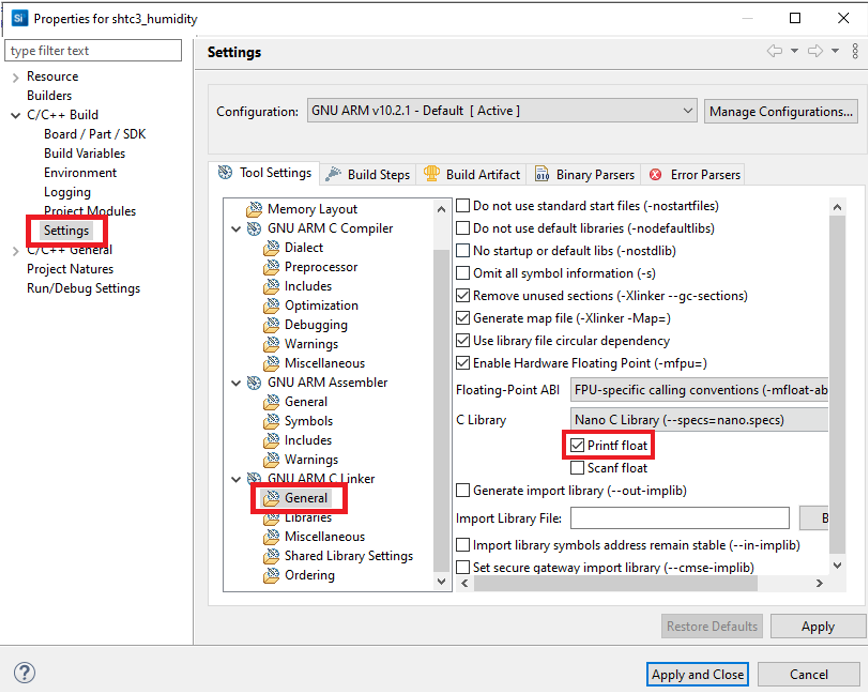 Si Properties for shtc3_humidity
type filter text
Resource
Builders
C/C++ Build
Board / Part / SDK
Build Variables
Environment
Logging
Project Modules
Settings
C/C++ General
Project Natures
Run/Debug Settings
Settings
Configuration: GNU ARM v10.2.1 - Default [ Active ] Manage Configurations...
Tool Settings Build Steps Build Artifact Binary Parsers Error Parsers
Memory Layout
GNU ARM C Compiler
Dialect
Preprocessor
Includes
Optimization
Debugging
Warnings
Miscellaneous
GNU ARM Assembler
General
Symbols
Includes
Warnings
GNU ARM C Linker
General
Libraries
Miscellaneous
Shared Library Settings
Ordering
Do not use standard start files (-nostartfiles)
Do not use default libraries (-nodefaultlibs)
No startup or default libs (-nostdlib)
Omit all symbol information (-s)
Remove unused sections (-Xlinker --gc-sections)
Generate map file (-Xlinker -Map=)
Use library file circular dependency
Enable Hardware Floating Point (-mfpu=)
Floating-Point ABI FPU-specific calling conventions (-mfloat-ab
C Library Nano C Library (--specs=nano.specs)
Printf float
Scanf float
Generate import library (--out-implib)
Import Library File: B
Import library symbols address remain stable (--in-implib)
Set secure gateway import library (--cmse-implib)
Restore Defaults Apply
? Apply and Close Cancel